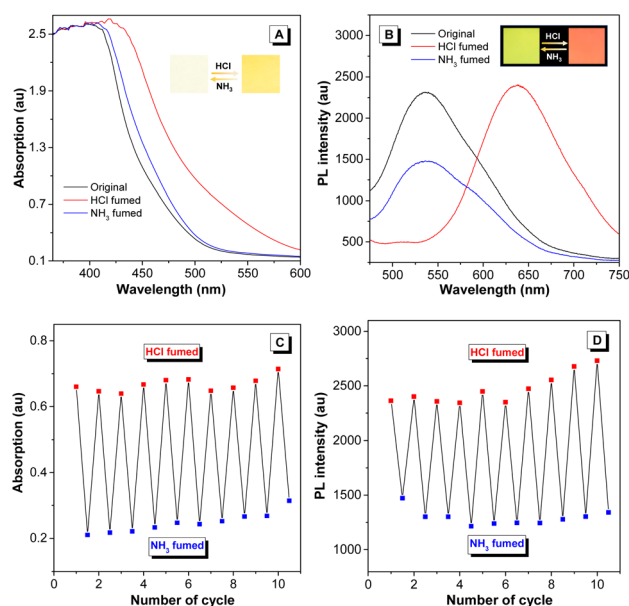 A
2.5
1.9
1.3
0.7
0.1
Absorption (au)
HCl
NH3
Original
HCl fumed
NH3 fumed
400
450
500
550
600
Wavelength (nm)
B
3000
2500
2000
1500
1000
500
PL intensity (au)
Original
HCl fumed
NH3 fumed
HCl
NH3
500
550
600
650
700
750
Wavelength (nm)
C
0.8
0.6
0.4
0.2
Absorption (au)
HCl fumed
NH3 fumed
0
2
4
6
8
10
Number of cycle
D
3000
2500
2000
1500
1000
PL intensity (au)
HCl fumed
NH3 fumed
0
2
4
6
8
10
Number of cycle